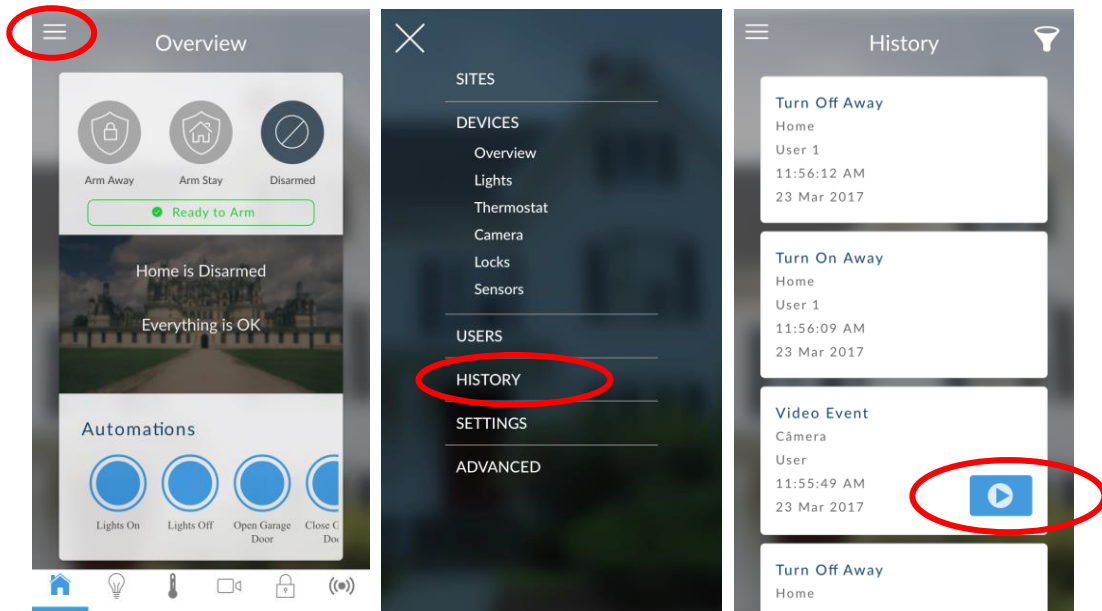 Overview
Arm Away
Arm Stay
Disarmed
Ready to Arm
Home is Disarmed
Everything is OK
Automations
Lights On
Lights Off
Open Garage
Door
Close G
Doo
SITES
DEVICES
Overview
Lights
Thermostat
Camera
Locks
Sensors
USERS
HISTORY
SETTINGS
ADVANCED
History
Turn Off Away
Home
User 1
11:56:12 AM
23 Mar 2017
Turn On Away
Home
User 1
11:56:09 AM
23 Mar 2017
Video Event
Câmera
User
11:55:49 AM
23 Mar 2017
Turn Off Away
Home